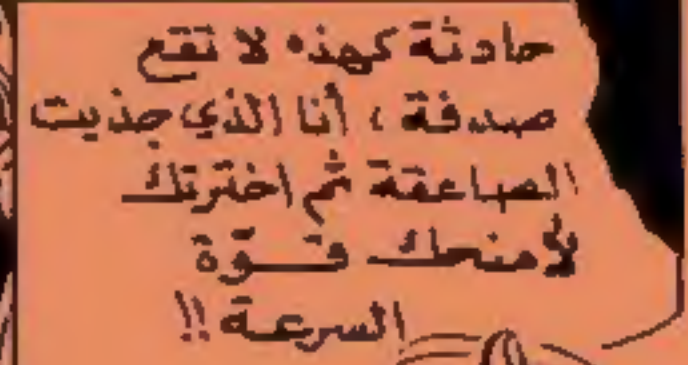 حادثة كهذه لا تقع
صدفة ، أنا الذي جذبت
الصاعقة ثم اخترتك
لأمنحك قوة
السرعة !!